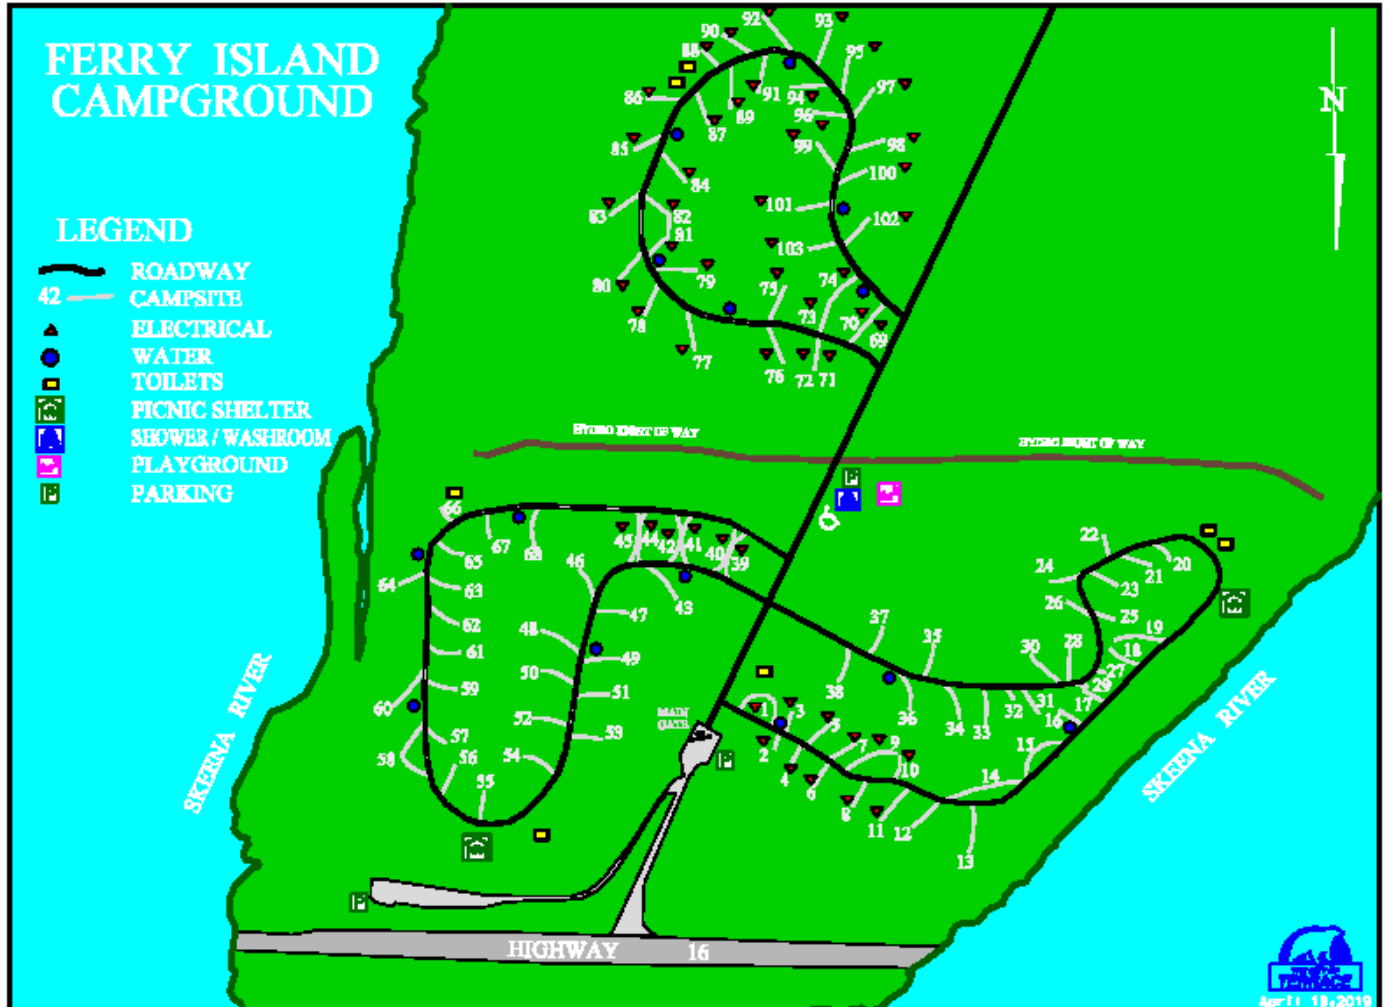 FERRY ISLAND
CAMPGROUND
N
LEGEND
ROADWAY
42 CAMPSITE
ELECTRICAL
WATER
TOILETS
PICNIC SHELTER
SHOWER / WASHROOM
PLAYGROUND
P PARKING
92 93
90
88 95
91 94 97
86 89 96
87 99 98
85
84 100
83 82 101 102
81 103
80 79 75 74
78 73 70
77 76 72 71 69
HYDRO RIGHT OF WAY HYDRO RIGHT OF WAY
P
66
67 68 45 44 42 41 40 39
65 46 43
64 63 47
62 48
61 50 49
59 51
60 52
57 53
58 56 54
55
22 20
21
24 23
26 25
19
37 35 30 28 18
27
38 36 34 33 32 31 17
16
15
14
1 3
5
2 7 9
4 6 10
8 11 12
13
MAIN
GATE
P
P
SKEENA RIVER
SKEENA RIVER
HIGHWAY 16
TERRACE
April 18, 2019